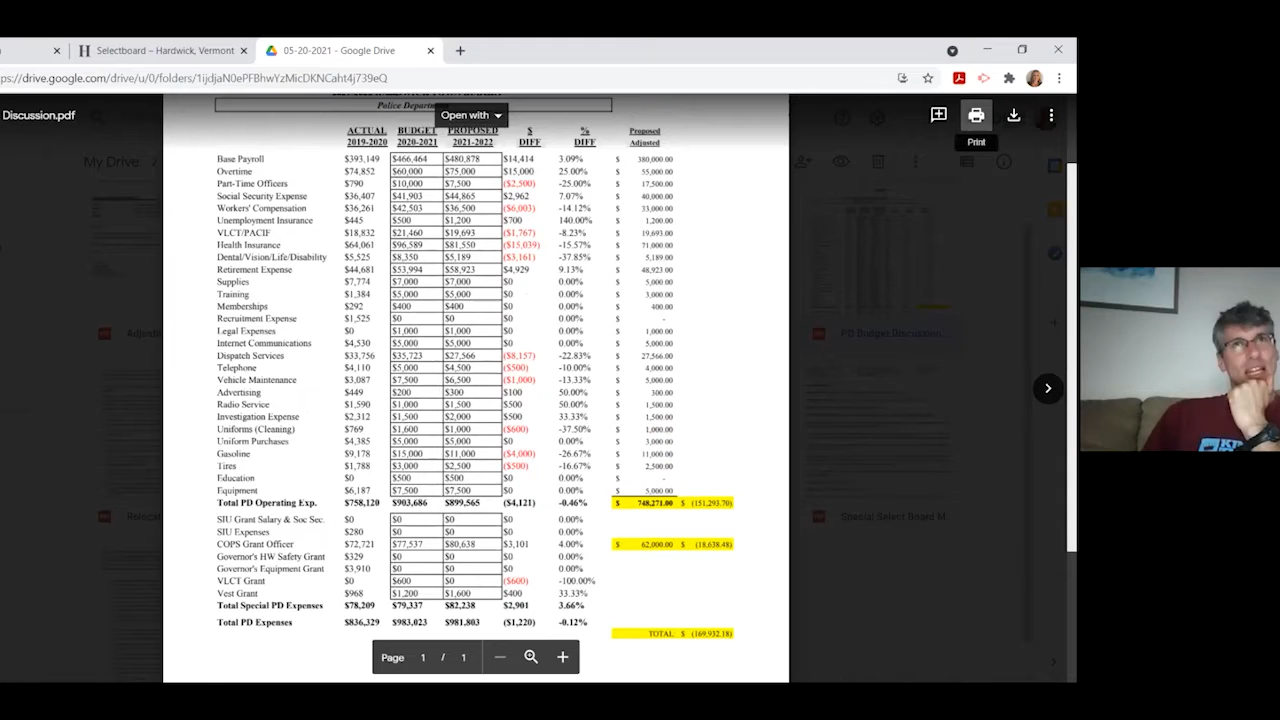 Selectboard – Hardwick, Vermont
05-20-2021 - Google Drive
ps://drive.google.com/drive/u/0/folders/1ijdjaN0ePFBhwYzMicDKNCaht4j739eQ
Discussion.pdf
Police Departm
Open with
Print
My Drive
ACTUAL BUDGET PROPOSED $ % Proposed
2019-2020 2020-2021 2021-2022 DIFF DIFF Adjusted
Base Payroll $393,149 $466,464 $480,878 $14,414 3.09% $ 380,000.00
Overtime $74,852 $60,000 $75,000 $15,000 25.00% $ 55,000.00
Part-Time Officers $790 $10,000 $7,500 ($2,500) -25.00% $ 17,500.00
Social Security Expense $36,407 $41,903 $44,865 $2,962 7.07% $ 40,000.00
Workers' Compensation $36,261 $42,503 $36,500 ($6,003) -14.12% $ 33,000.00
Unemployment Insurance $445 $500 $1,200 $700 140.00% $ 1,200.00
VLCT/PACIF $18,832 $21,460 $19,693 ($1,767) -8.23% $ 19,693.00
Health Insurance $64,061 $96,589 $81,550 ($15,039) -15.57% $ 71,000.00
Dental/Vision/Life/Disability $5,525 $8,350 $5,189 ($3,161) -37.85% $ 5,189.00
Retirement Expense $44,681 $53,994 $58,923 $4,929 9.13% $ 48,923.00
Supplies $7,774 $7,000 $7,000 $0 0.00% $ 5,000.00
Training $1,384 $5,000 $5,000 $0 0.00% $ 3,000.00
Memberships $292 $400 $400 $0 0.00% $ 400.00
Recruitment Expense $1,525 $0 $0 $0 0.00% $ -
Legal Expenses $0 $1,000 $1,000 $0 0.00% $ 1,000.00
Internet Communications $4,530 $5,000 $5,000 $0 0.00% $ 5,000.00
Dispatch Services $33,756 $35,723 $27,566 ($8,157) -22.83% $ 27,566.00
Telephone $4,110 $5,000 $4,500 ($500) -10.00% $ 4,000.00
Vehicle Maintenance $3,087 $7,500 $6,500 ($1,000) -13.33% $ 5,000.00
Advertising $449 $200 $300 $100 50.00% $ 300.00
Radio Service $1,590 $1,000 $1,500 $500 50.00% $ 1,500.00
Investigation Expense $2,312 $1,500 $2,000 $500 33.33% $ 1,500.00
Uniforms (Cleaning) $769 $1,600 $1,000 ($600) -37.50% $ 1,000.00
Uniform Purchases $4,385 $5,000 $5,000 $0 0.00% $ 3,000.00
Gasoline $9,178 $15,000 $11,000 ($4,000) -26.67% $ 11,000.00
Tires $1,788 $3,000 $2,500 ($500) -16.67% $ 2,500.00
Education $0 $500 $500 $0 0.00% $ -
Equipment $6,187 $7,500 $7,500 $0 0.00% $ 5,000.00
Total PD Operating Exp. $758,120 $903,686 $899,565 ($4,121) -0.46% $ 748,271.00 $ (151,293.70)
SIU Grant Salary & Soc Sec. $0 $0 $0 $0 0.00%
SIU Expenses $280 $0 $0 $0 0.00%
COPS Grant Officer $72,721 $77,537 $80,638 $3,101 4.00% $ 62,000.00 $ (18,638.48)
Governor's HW Safety Grant $329 $0 $0 $0 0.00%
Governor's Equipment Grant $3,910 $0 $0 $0 0.00%
VLCT Grant $0 $600 $0 ($600) -100.00%
Vest Grant $968 $1,200 $1,600 $400 33.33%
Total Special PD Expenses $78,209 $79,337 $82,238 $2,901 3.66%
Total PD Expenses $836,329 $983,023 $981,803 ($1,220) -0.12%
TOTAL $ (169,932.18)
Page 1 / 1
PD Budget Discussion
Special Select Board M